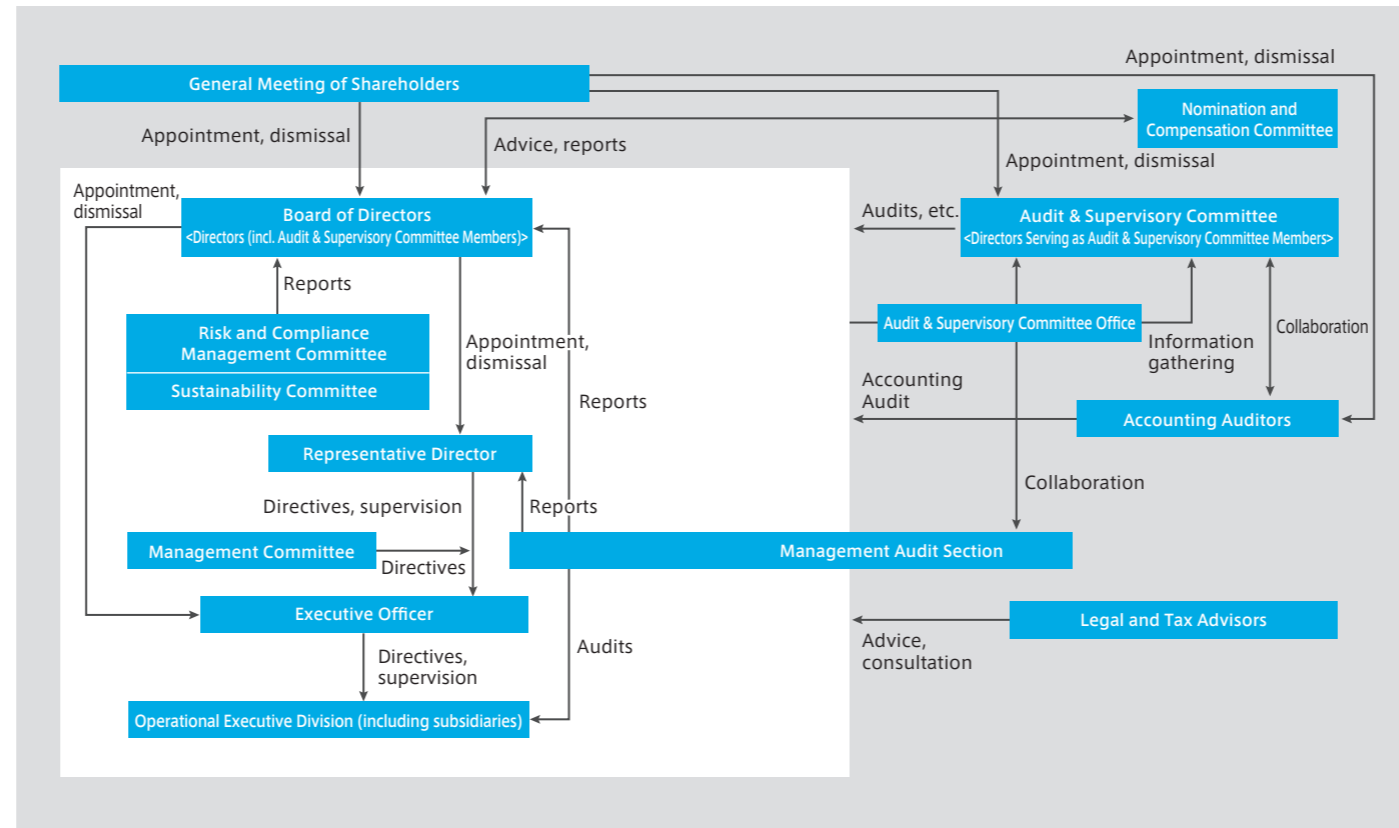 Appointment, dismissal
General Meeting of Shareholders
Nomination and
Compensation Committee
Appointment, dismissal
Advice, reports
Appointment, dismissal
Appointment,
dismissal
Board of Directors
<Directors (incl. Audit & Supervisory Committee Members)>
Audits, etc.
Audit & Supervisory Committee
<Directors Serving as Audit & Supervisory Committee Members>
Reports
Risk and Compliance
Management Committee
Sustainability Committee
Appointment,
dismissal
Audit & Supervisory Committee Office
Information
gathering
Collaboration
Reports
Accounting
Audit
Accounting Auditors
Representative Director
Collaboration
Directives, supervision
Reports
Management Committee
Directives
Management Audit Section
Executive Officer
Legal and Tax Advisors
Directives,
supervision
Audits
Advice,
consultation
Operational Executive Division (including subsidiaries)